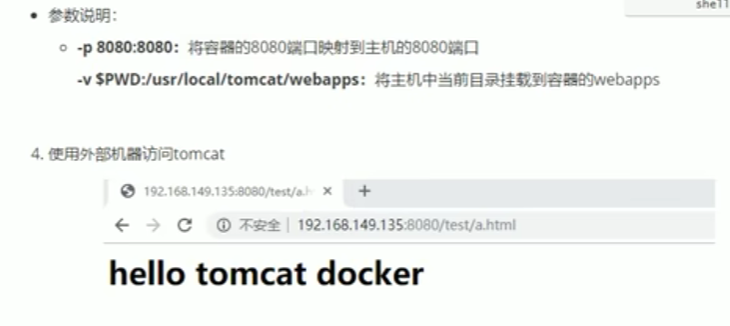 shell
参数说明：
-p 8080:8080：将容器的8080端口映射到主机的8080端口
-v $PWD:/usr/local/tomcat/webapps：将主机中当前目录挂载到容器的webapps
4. 使用外部机器访问tomcat
192.168.149.135:8080/test/a.h
不安全 | 192.168.149.135:8080/test/a.html
hello tomcat docker